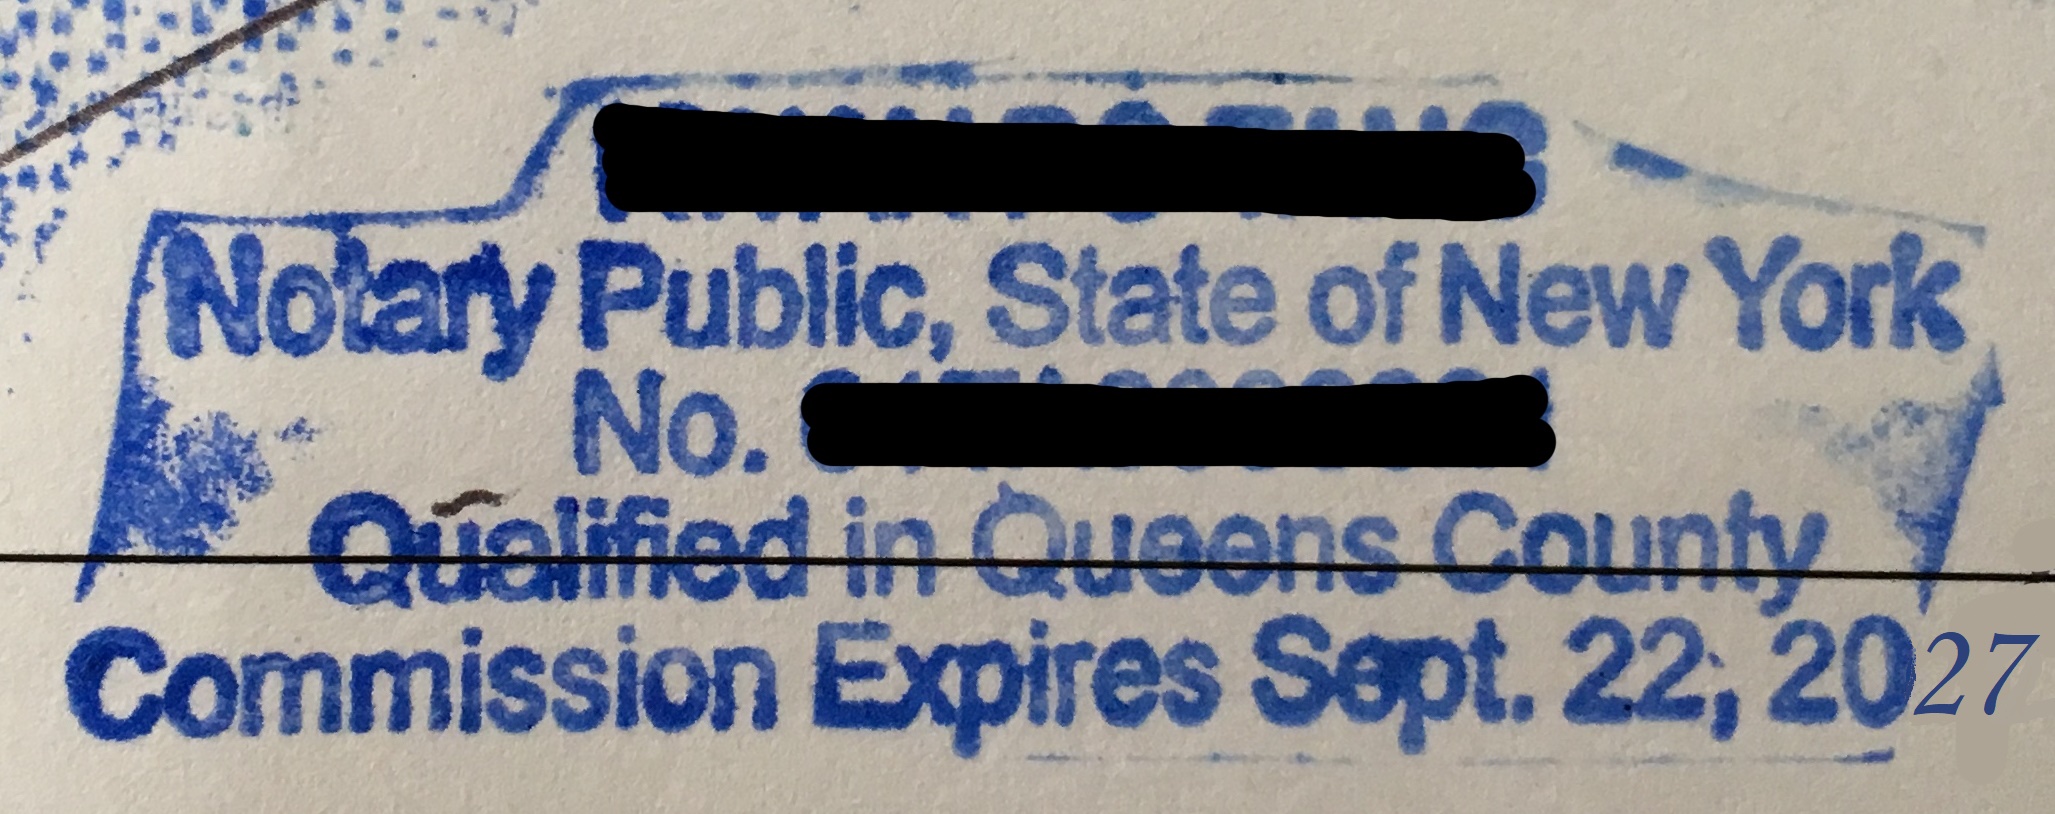 Notary Public, State of New York
No.
Qualified in Queens County
Commission Expires Sept. 22, 2027